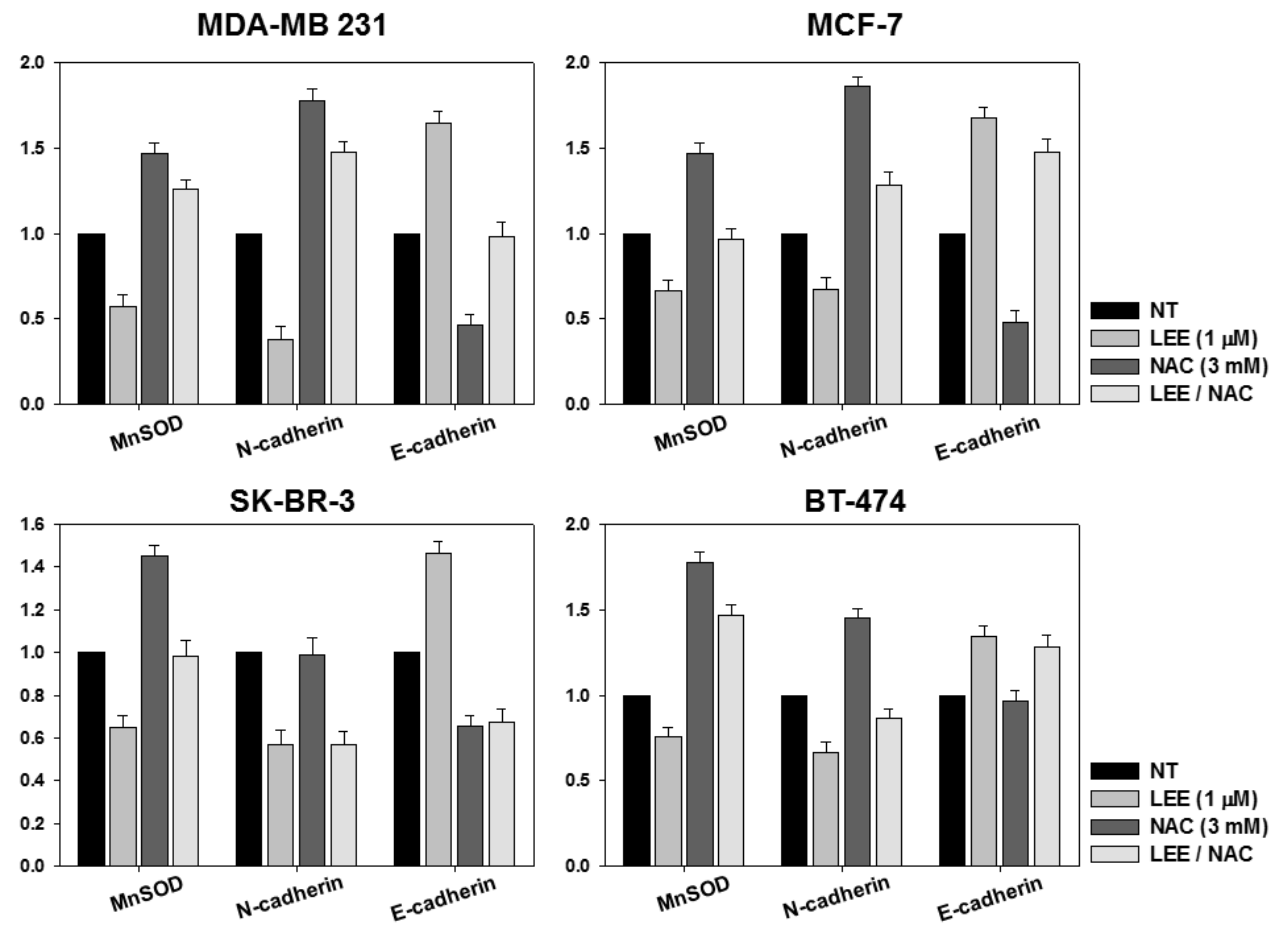 MDA-MB 231
2.0
1.5
1.0
0.5
0.0
MnSOD
N-cadherin
E-cadherin
MCF-7
2.0
1.5
1.0
0.5
0.0
MnSOD
N-cadherin
E-cadherin
NT
LEE (1 μM)
NAC (3 mM)
LEE / NAC
SK-BR-3
1.6
1.4
1.2
1.0
0.8
0.6
0.4
0.2
0.0
MnSOD
N-cadherin
E-cadherin
BT-474
2.0
1.5
1.0
0.5
0.0
MnSOD
N-cadherin
E-cadherin
NT
LEE (1 μM)
NAC (3 mM)
LEE / NAC